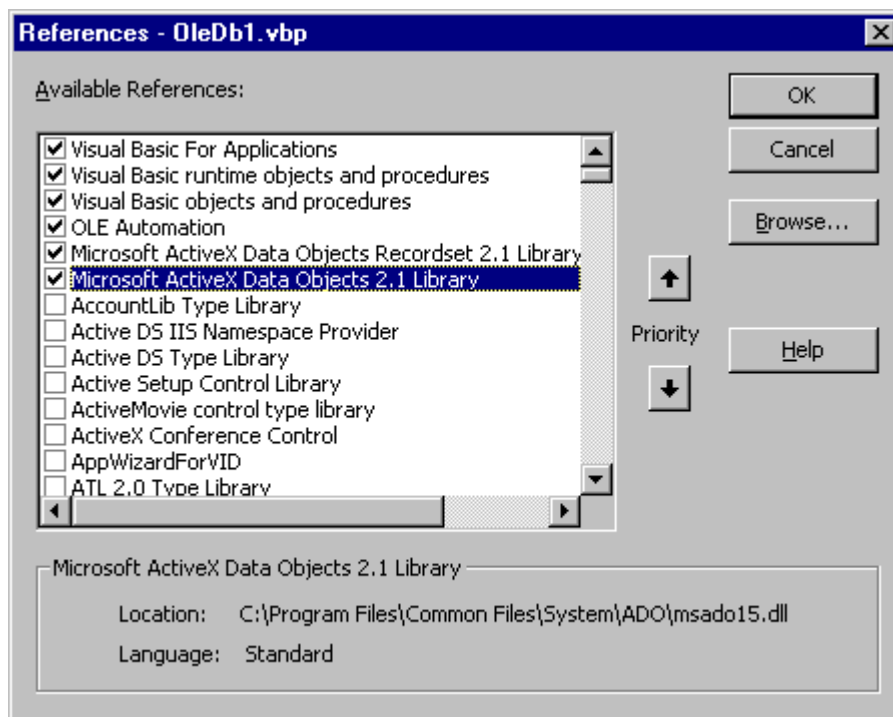 References - OleDb1.vbp
Available References:
OK
Cancel
Browse...
Help
Visual Basic For Applications
Visual Basic runtime objects and procedures
Visual Basic objects and procedures
OLE Automation
Microsoft ActiveX Data Objects Recordset 2.1 Library
Microsoft ActiveX Data Objects 2.1 Library
AccountLib Type Library
Active DS IIS Namespace Provider
Active DS Type Library
Active Setup Control Library
ActiveMovie control type library
ActiveX Conference Control
AppWizardForVID
ATL 2.0 Type Library
Priority
Microsoft ActiveX Data Objects 2.1 Library
Location: C:\Program Files\Common Files\System\ADO\msado15.dll
Language: Standard